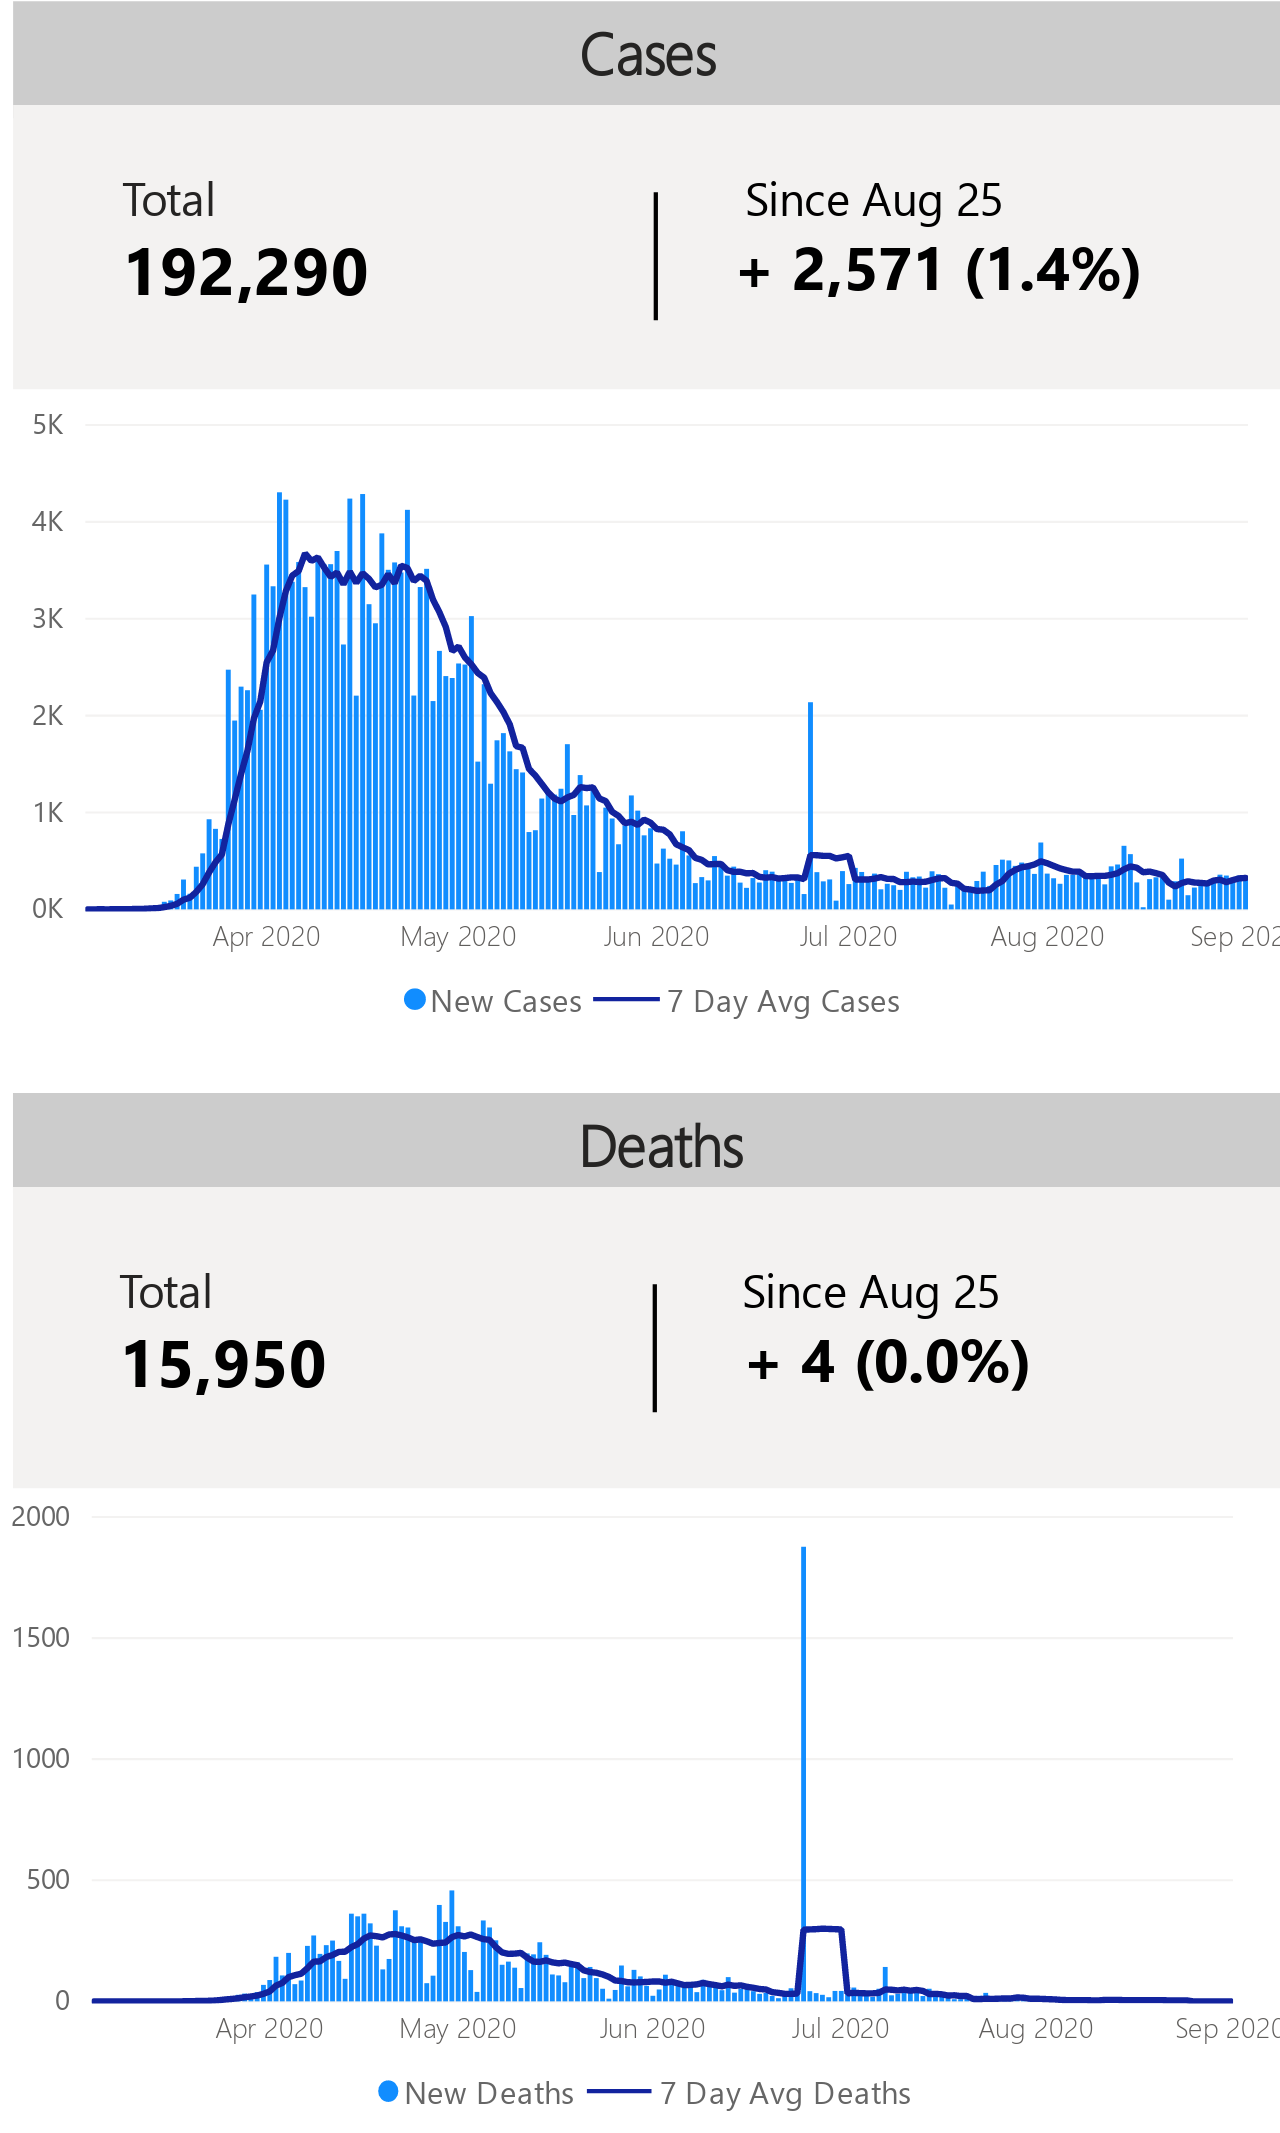 Cases
Total
Since Aug 25
192,290
+ 2,571 (1.4%)
5K
4K
3K
2K
1K
0K
Apr 2020
May 2020
Jun 2020
Jul 2020
Aug 2020
Sep 202
New Cases
7 Day Avg Cases
Deaths
Total
Since Aug 25
15,950
+ 4 (0.0%)
2000
1500
1000
500
0
Apr 2020
May 2020
Jun 2020
Jul 2020
Aug 2020
Sep 2020
New Deaths
7 Day Avg Deaths